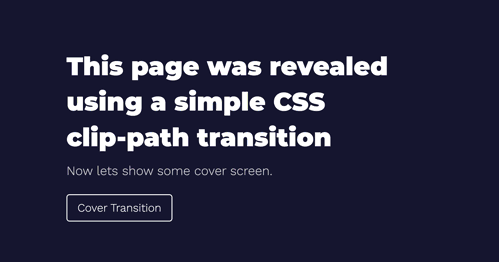 This page was revealed
using a simple CSS
clip-path transition
Now lets show some cover screen.
Cover Transition